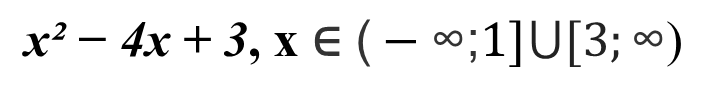 x² − 4x + 3, x ∈ (− ∞;1]⋃[3; ∞)